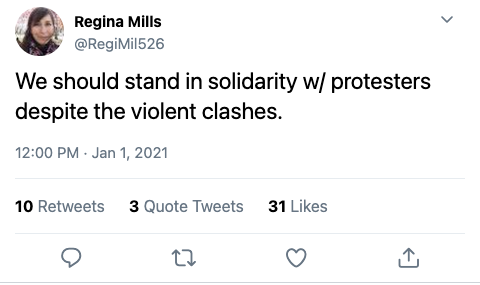 Regina Mills
@RegiMil526
We should stand in solidarity w/ protesters
despite the violent clashes.
12:00 PM · Jan 1, 2021
10 Retweets 3 Quote Tweets 31 Likes